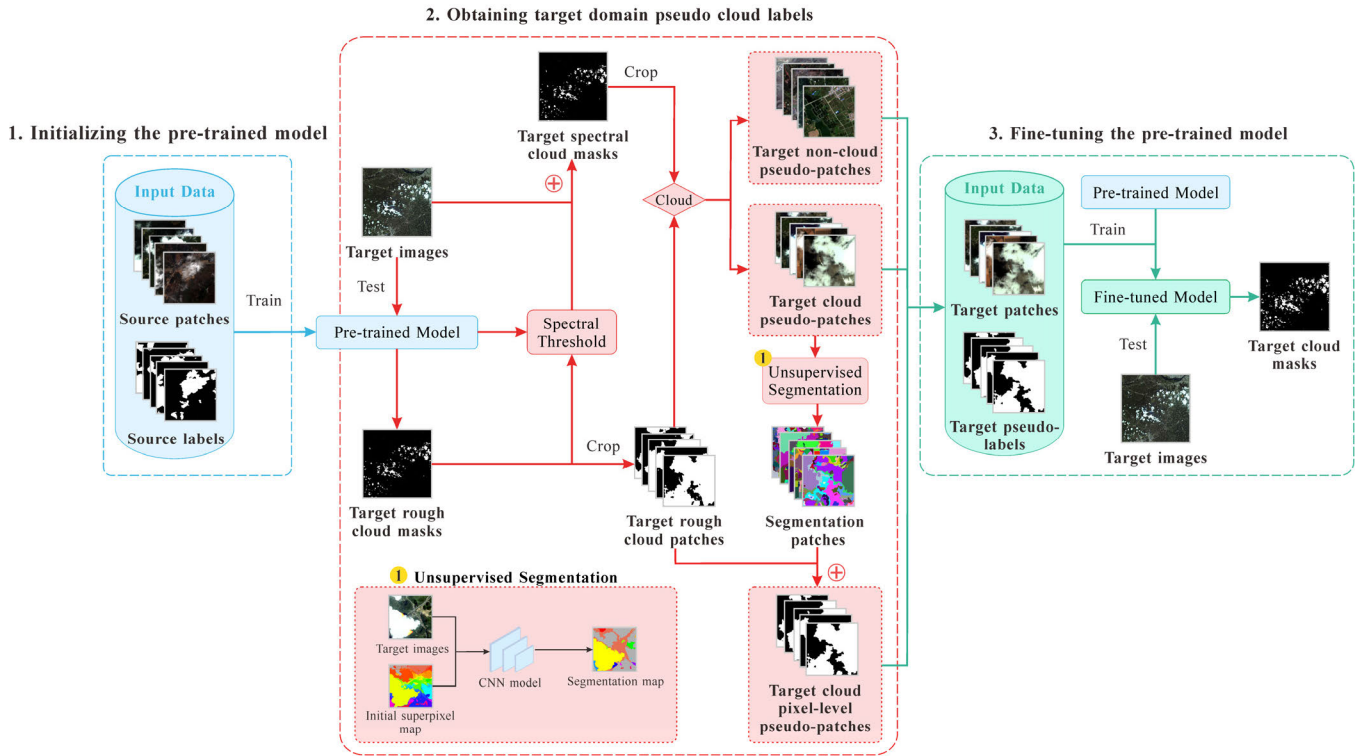 2. Obtaining target domain pseudo cloud labels
1. Initializing the pre-trained model
Input Data
Source patches
Source labels
Train
Target images
Test
Pre-trained Model
Target rough
cloud masks
Target spectral
cloud masks
Spectral
Threshold
Crop
Crop
Cloud
Target rough
cloud patches
Target non-cloud
pseudo-patches
Target cloud
pseudo-patches
1
Unsupervised
Segmentation
Segmentation
patches
Target cloud
pixel-level
pseudo-patches
1 Unsupervised Segmentation
Target images
Initial superpixel
map
CNN model
Segmentation map
3. Fine-tuning the pre-trained model
Input Data
Target patches
Target pseudo-
labels
Pre-trained Model
Train
Fine-tuned Model
Test
Target images
Target cloud
masks